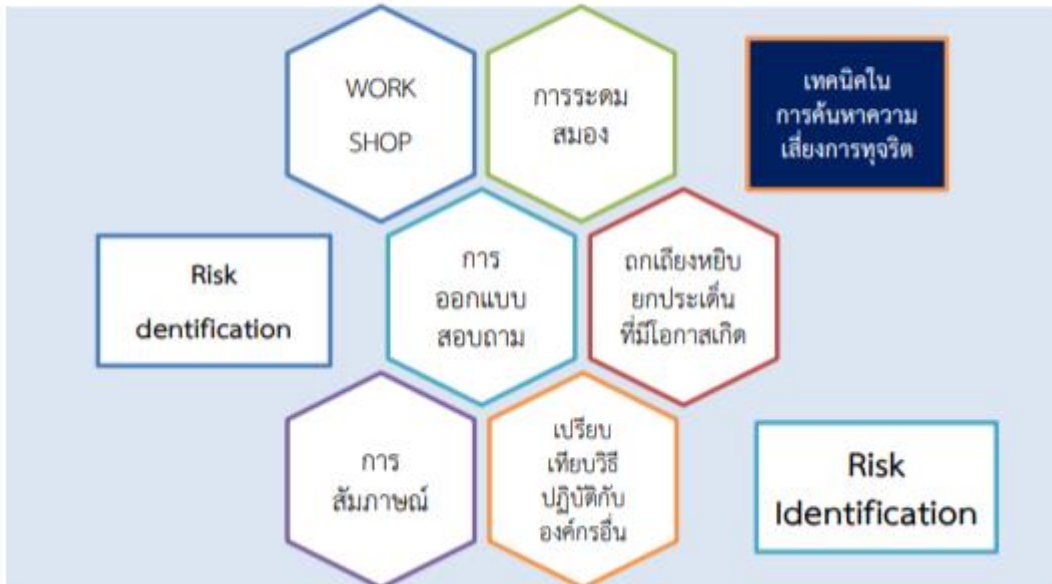 WORK
SHOP
การระดม
สมอง
เทคนิคใน
การค้นหาความ
เสี่ยงการทุจริต
Risk
dentification
การ
ออกแบบ
สอบถาม
ถกเถียงหยิบ
ยกประเด็น
ที่มีโอกาสเกิด
การ
สัมภาษณ์
เปรียบ
เทียบวิธี
ปฏิบัติกับ
องค์กรอื่น
Risk
Identification